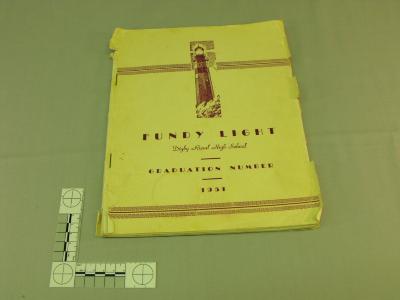 FUNDY LIGHT
Digby Rural High School
GRADUATION NUMBER
1951